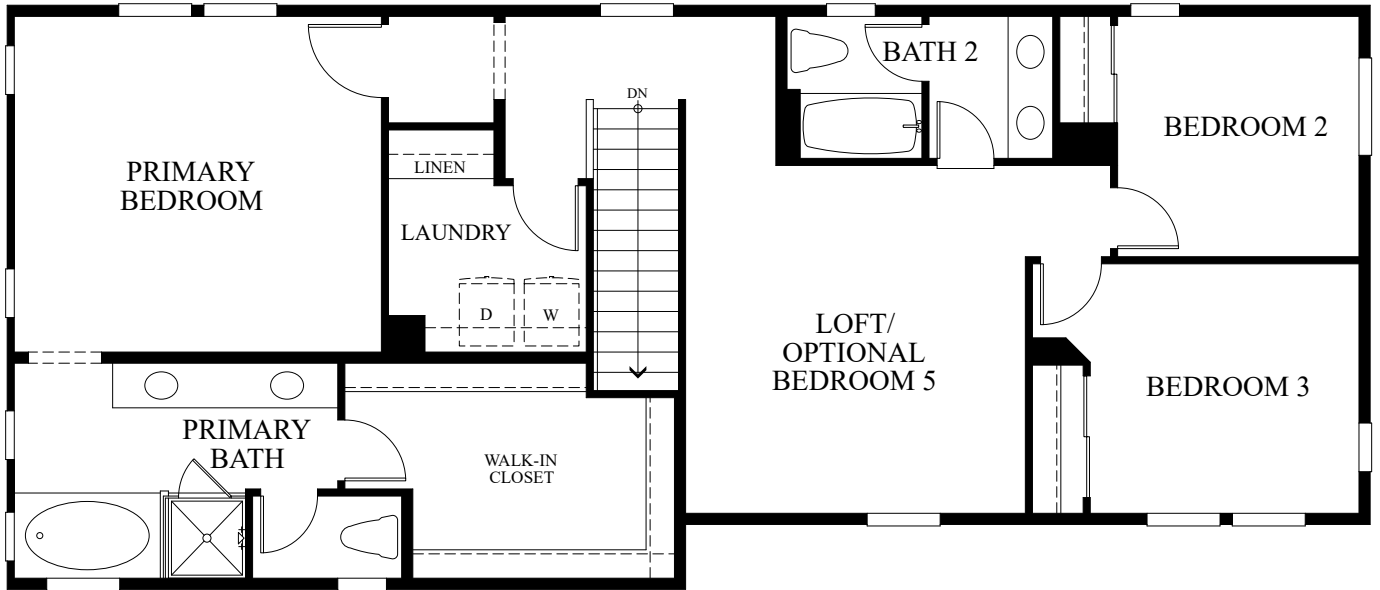 PRIMARY
BEDROOM
LINEN
LAUNDRY
D
W
DN
BATH 2
BEDROOM 2
LOFT/
OPTIONAL
BEDROOM 5
BEDROOM 3
PRIMARY
BATH
WALK-IN
CLOSET